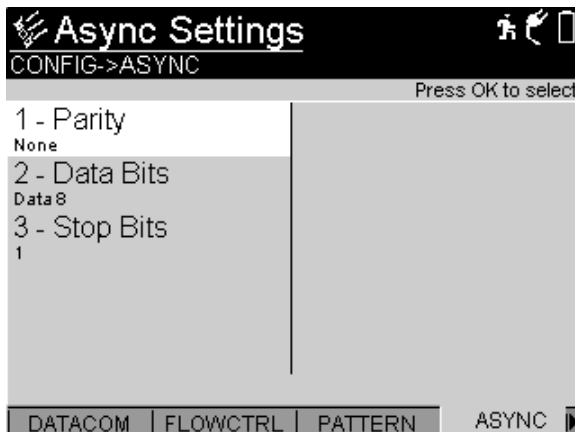 Async Settings
CONFIG->ASYNC
Press OK to select
1 - Parity
None
2 - Data Bits
Data 8
3 - Stop Bits
1
DATACOM FLOWCTRL PATTERN ASYNC